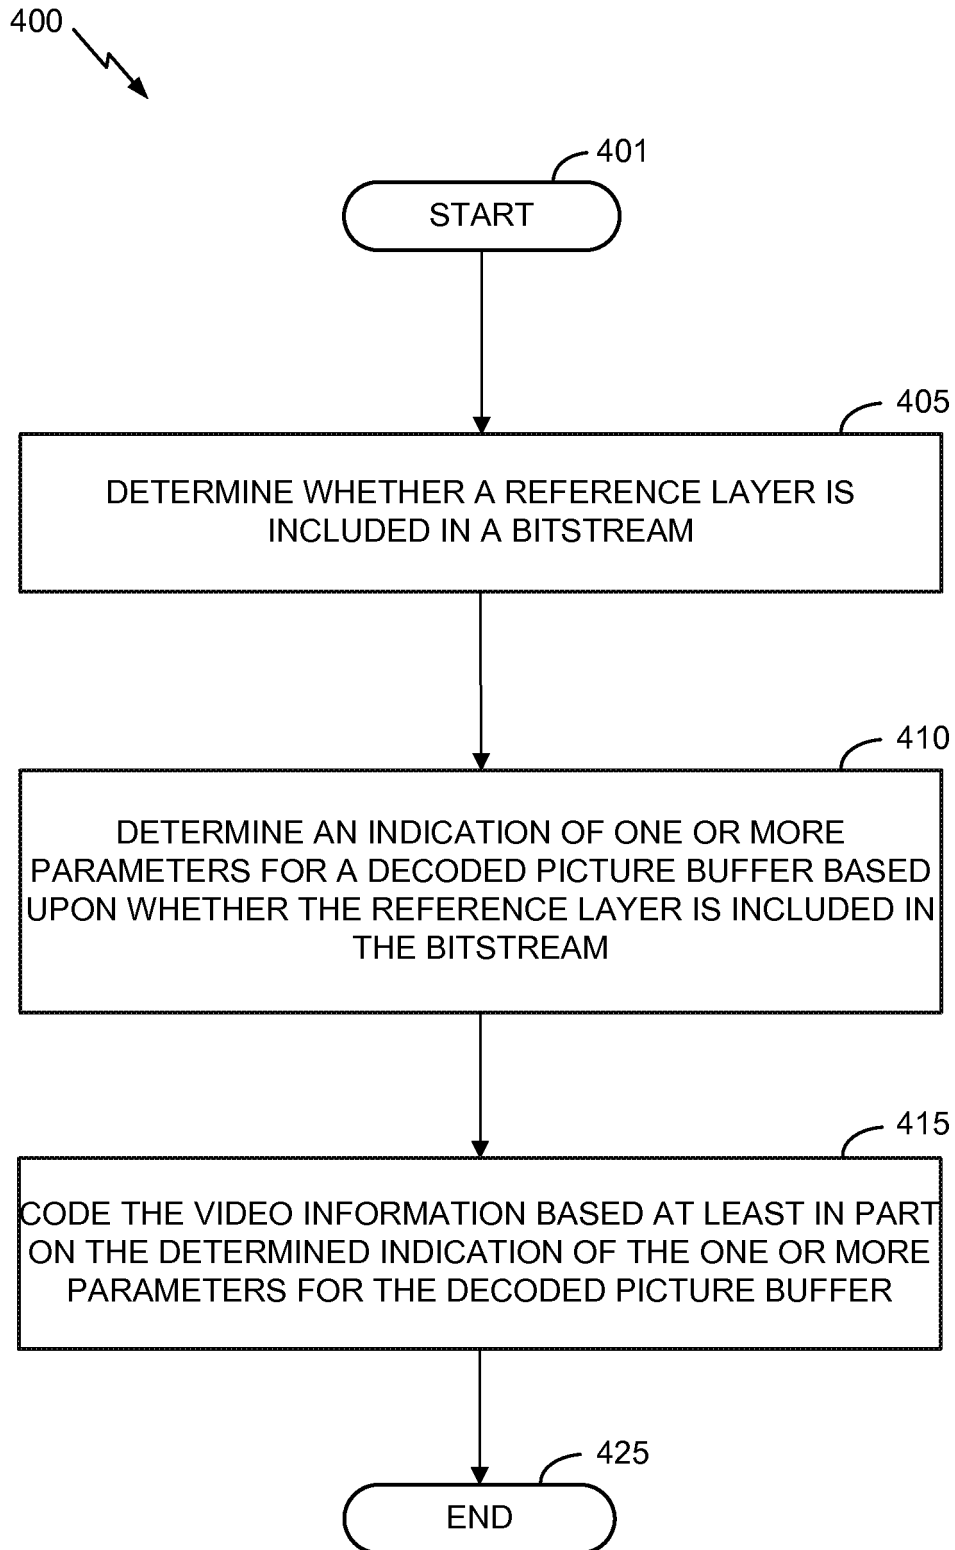 400
401
START
405
DETERMINE WHETHER A REFERENCE LAYER IS
INCLUDED IN A BITSTREAM
410
DETERMINE AN INDICATION OF ONE OR MORE
PARAMETERS FOR A DECODED PICTURE BUFFER BASED
UPON WHETHER THE REFERENCE LAYER IS INCLUDED IN
THE BITSTREAM
415
CODE THE VIDEO INFORMATION BASED AT LEAST IN PART
ON THE DETERMINED INDICATION OF THE ONE OR MORE
PARAMETERS FOR THE DECODED PICTURE BUFFER
425
END